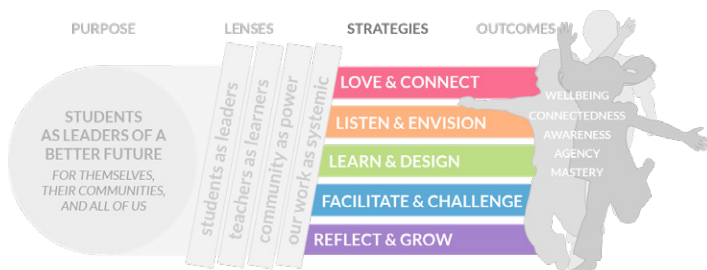 PURPOSE
LENSES
STRATEGIES
OUTCOMES
STUDENTS
AS LEADERS OF A
BETTER FUTURE
FOR THEMSELVES,
THEIR COMMUNITIES,
AND ALL OF US
students as leaders
teachers as learners
community as power
our work as systemic
LOVE & CONNECT
LISTEN & ENVISION
LEARN & DESIGN
FACILITATE & CHALLENGE
REFLECT & GROW
WELLBEING
CONNECTEDNESS
AWARENESS
AGENCY
MASTERY